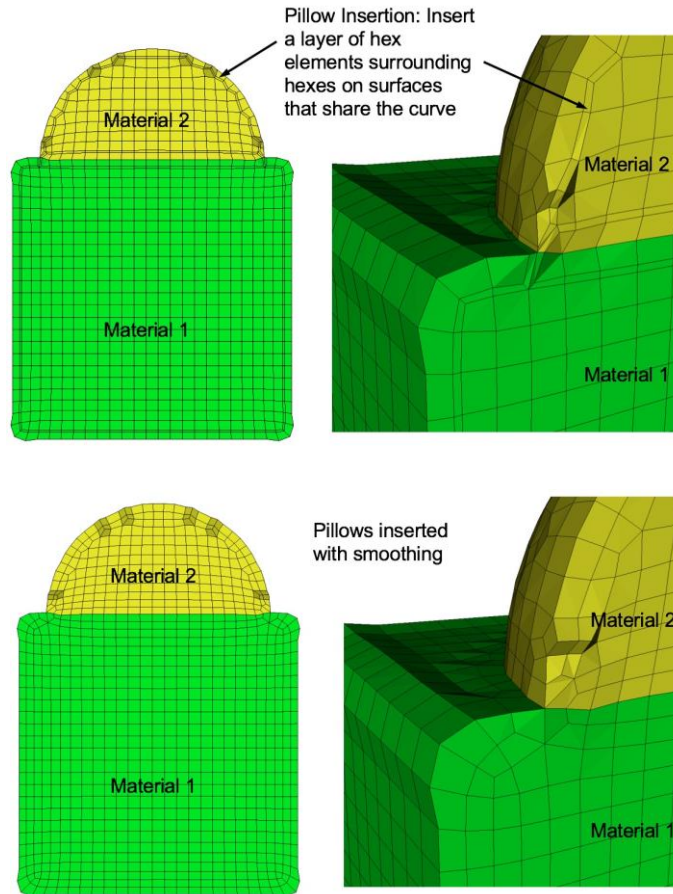 Pillow Insertion: Insert
a layer of hex
elements surrounding
hexes on surfaces
that share the curve
Material 2
Material 1
Material 2
Material 1
Pillows inserted
with smoothing
Material 2
Material 1
Material 2
Material 1